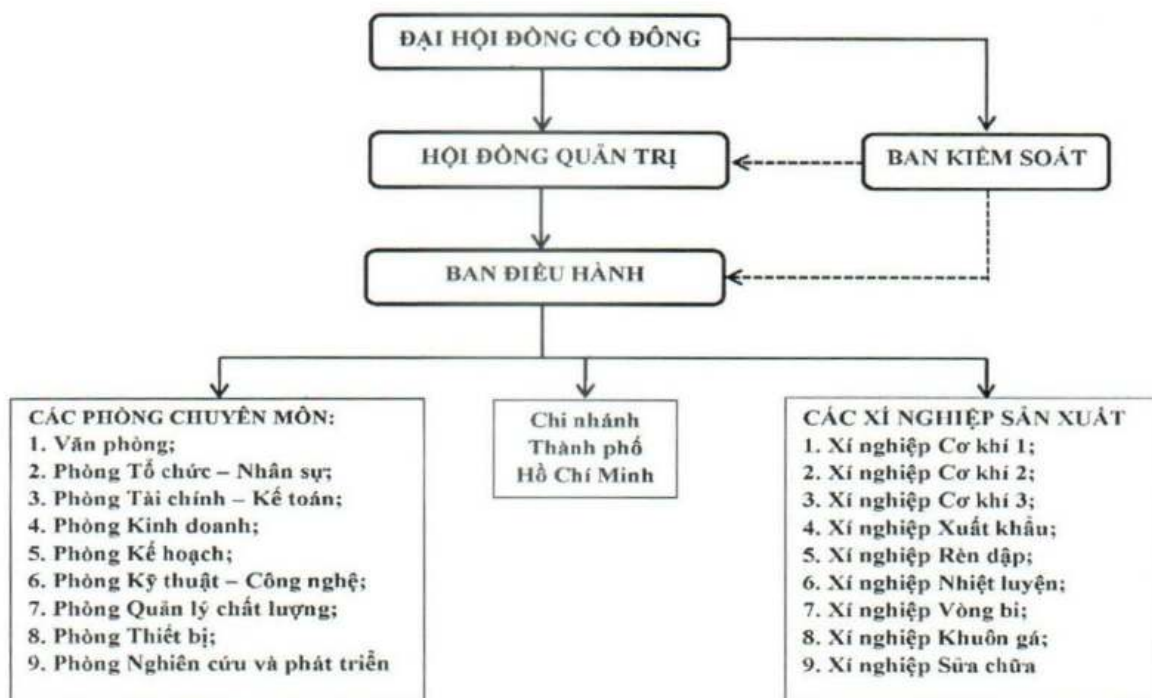 ĐẠI HỘI ĐỒNG CỔ ĐÔNG
HỘI ĐỒNG QUẢN TRỊ
BAN KIỂM SOÁT
BAN ĐIỀU HÀNH
CÁC PHÒNG CHUYÊN MÔN:
1. Văn phòng;
2. Phòng Tổ chức – Nhân sự;
3. Phòng Tài chính – Kế toán;
4. Phòng Kinh doanh;
5. Phòng Kế hoạch;
6. Phòng Kỹ thuật – Công nghệ;
7. Phòng Quản lý chất lượng;
8. Phòng Thiết bị;
9. Phòng Nghiên cứu và phát triển
Chi nhánh
Thành phố
Hồ Chí Minh
CÁC XÍ NGHIỆP SẢN XUẤT
1. Xí nghiệp Cơ khí 1;
2. Xí nghiệp Cơ khí 2;
3. Xí nghiệp Cơ khí 3;
4. Xí nghiệp Xuất khẩu;
5. Xí nghiệp Rèn dập;
6. Xí nghiệp Nhiệt luyện;
7. Xí nghiệp Vòng bi;
8. Xí nghiệp Khuôn gá;
9. Xí nghiệp Sửa chữa